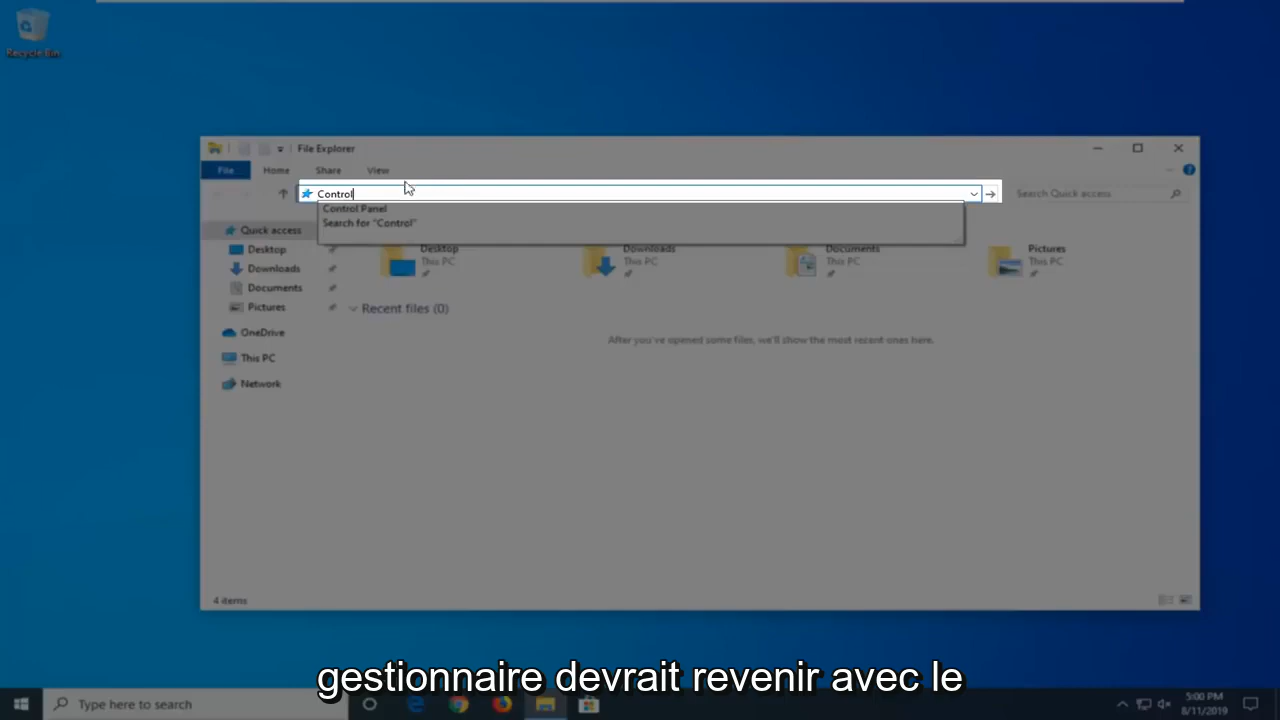 Recycle Bin
File Explorer
File Home Share View
Control
Search Quick access
Control Panel
Search for "Control"
Quick access
Desktop
Downloads
Documents
Pictures
OneDrive
This PC
Network
Desktop
This PC
Downloads
This PC
Documents
This PC
Pictures
This PC
Recent files (0)
After you've opened some files, we'll show the most recent ones here.
4 items
gestionnaire devrait revenir avec le
Type here to search
5:00 PM
8/11/2019